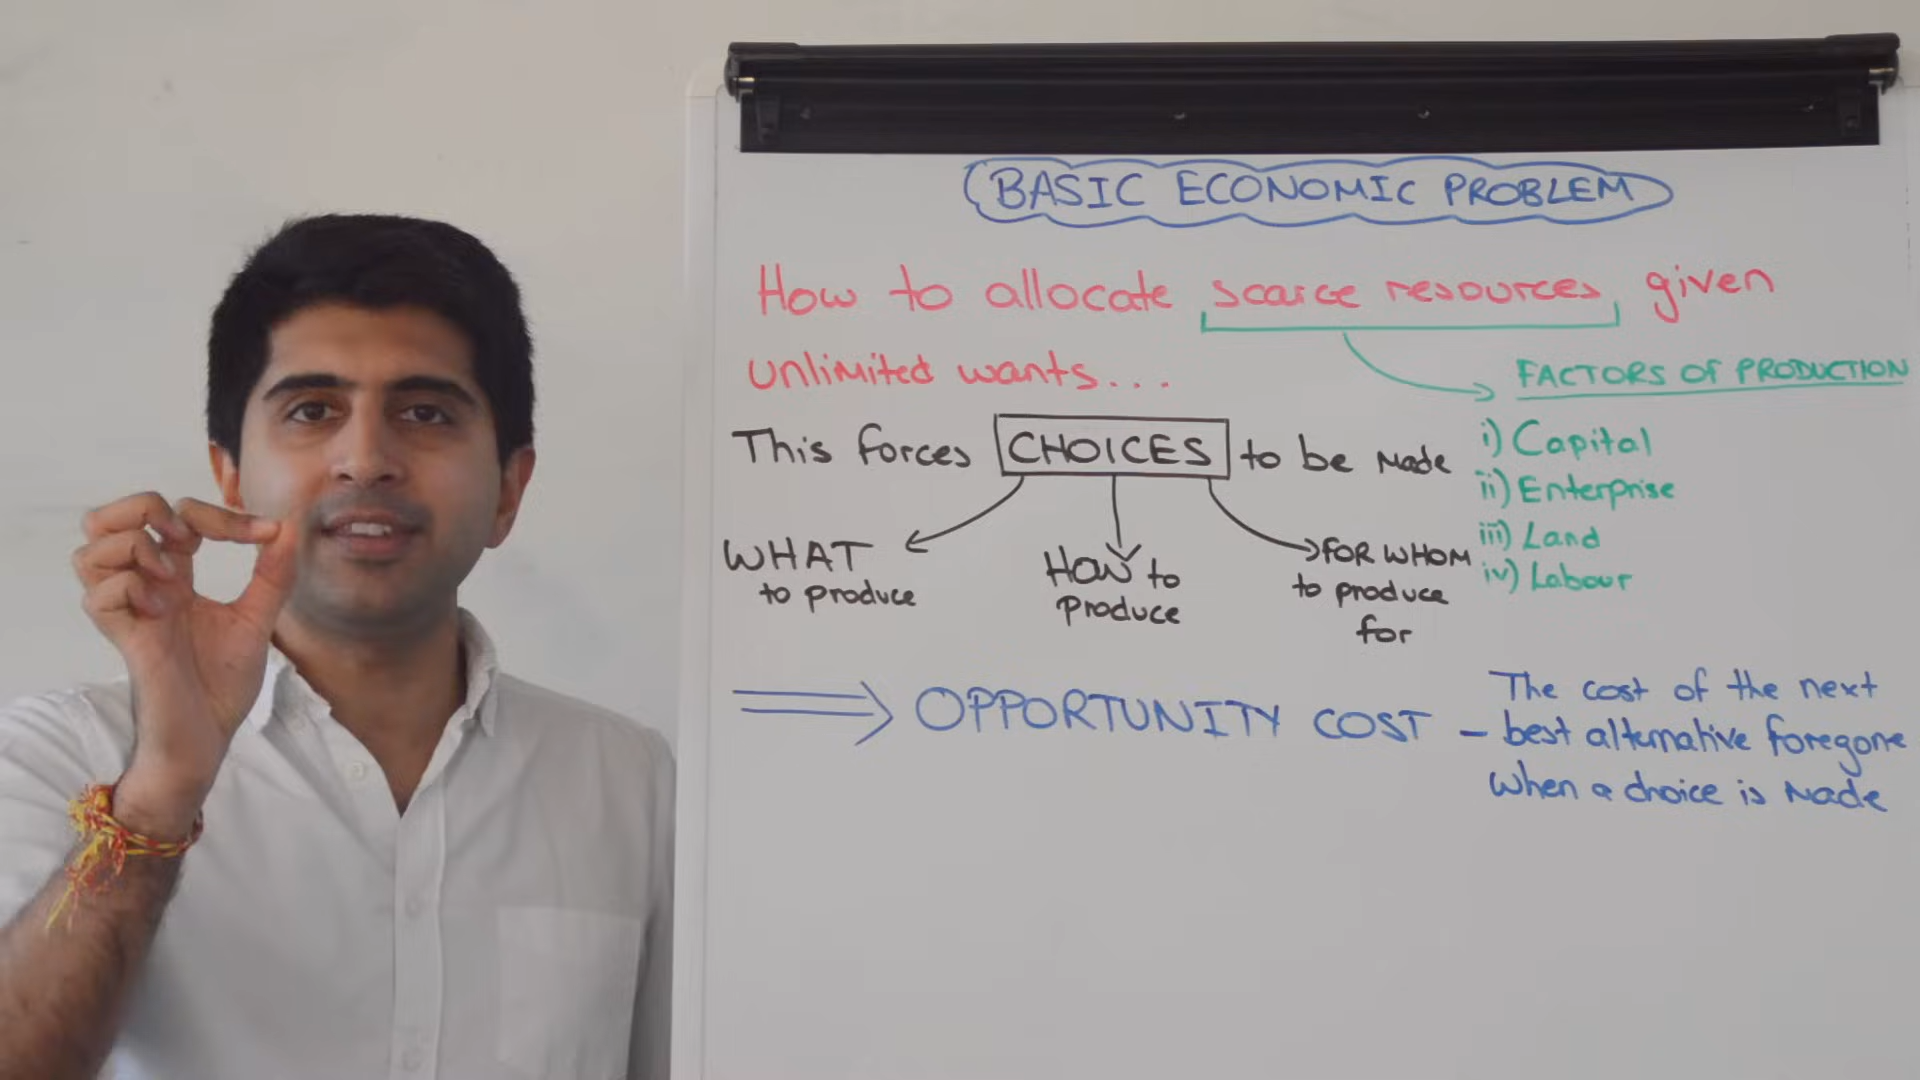 BASIC ECONOMIC PROBLEM
How to allocate scarce resources given
unlimited wants...
FACTORS OF PRODUCTION
i) Capital
ii) Enterprise
iii) Land
iv) Labour
This forces CHOICES to be made
WHAT
to produce
HOW to
produce
FOR WHOM
to produce
for
OPPORTUNITY COST -
The cost of the next
best alternative foregone
when a choice is made